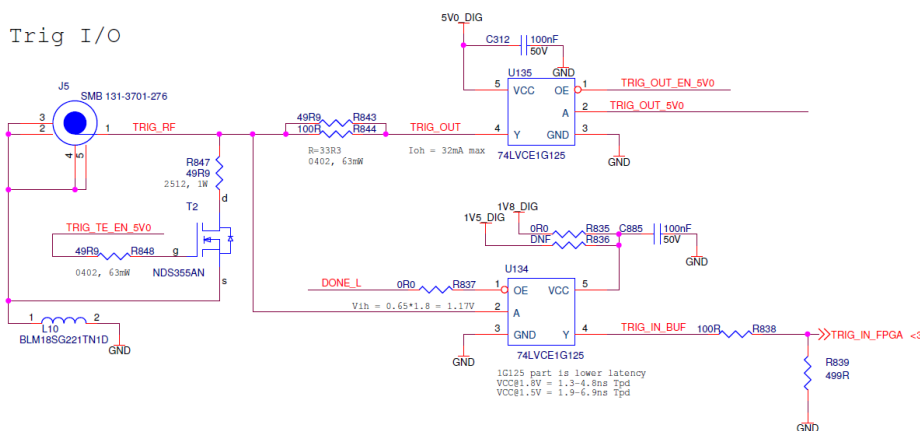 Trig I/O
5V0_DIG
C312
100nF
50V
GND
J5
SMB 131-3701-276
U135
5
VCC
OE
1
TRIG_OUT_EN_5V0
A
2
TRIG_OUT_5V0
3
2
1
TRIG_RF
49R9
R843
100R
R844
TRIG_OUT
4
Y
GND
3
4
5
R=33R3
0402, 63mW
Ioh = 32mA max
74LVCE1G125
GND
R847
49R9
2512, 1W
d
T2
TRIG_TE_EN_5V0
49R9
R848
g
0402, 63mW
NDS355AN
s
1V8_DIG
1V5_DIG
0R0
R835
DNF
R836
C885
100nF
50V
GND
U134
DONE_L
0R0
R837
1
OE
VCC
5
Vih = 0.65*1.8 = 1.17V
2
A
3
GND
Y
4
TRIG_IN_BUF
100R
R838
TRIG_IN_FPGA <3
GND
74LVCE1G125
1
2
L10
BLM18SG221TN1D
GND
1G125 part is lower latency
VCC@1.8V = 1.3-4.8ns Tpd
VCC@1.5V = 1.9-6.9ns Tpd
R839
499R
GND